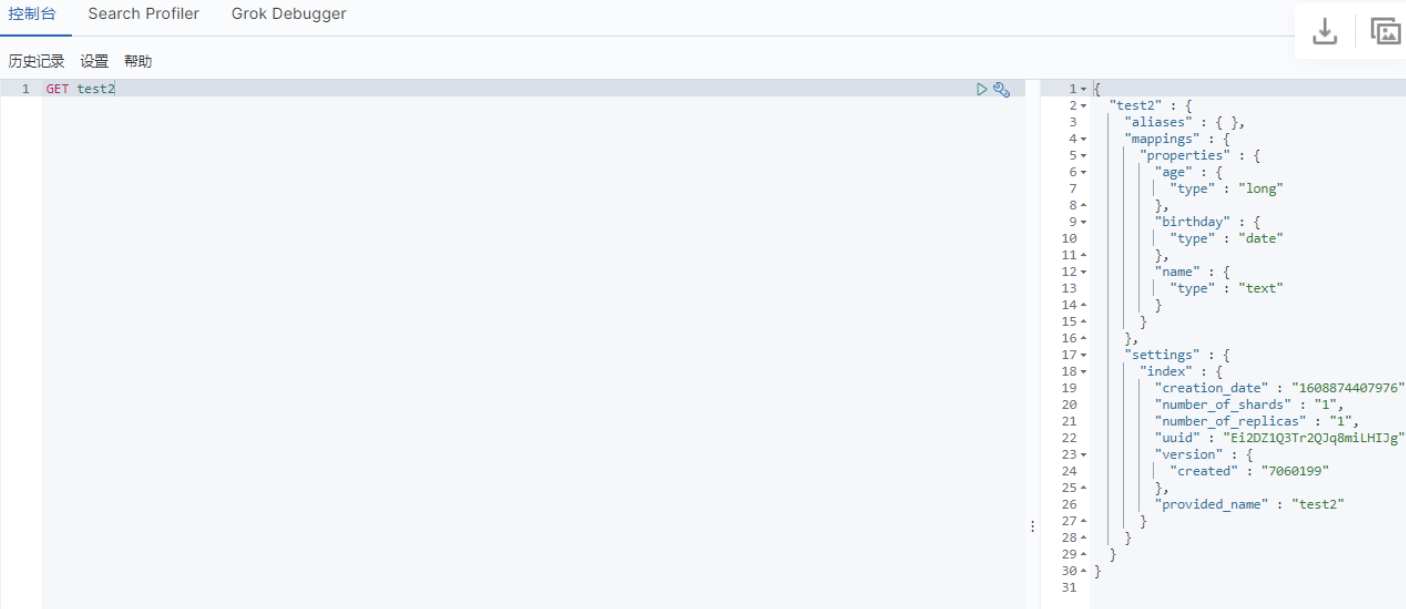 控制台 Search Profiler Grok Debugger
历史记录 设置 帮助
1 GET test2
1 {
2 "test2" : {
3 "aliases" : { },
4 "mappings" : {
5 "properties" : {
6 "age" : {
7 "type" : "long"
8 },
9 "birthday" : {
10 "type" : "date"
11 },
12 "name" : {
13 "type" : "text"
14 }
15 }
16 },
17 "settings" : {
18 "index" : {
19 "creation_date" : "1608874407976"
20 "number_of_shards" : "1",
21 "number_of_replicas" : "1",
22 "uuid" : "Ei2DZ1Q3Tr2QJq8miLHIJg"
23 "version" : {
24 "created" : "7060199"
25 },
26 "provided_name" : "test2"
27 }
28 }
29 }
30 }
31